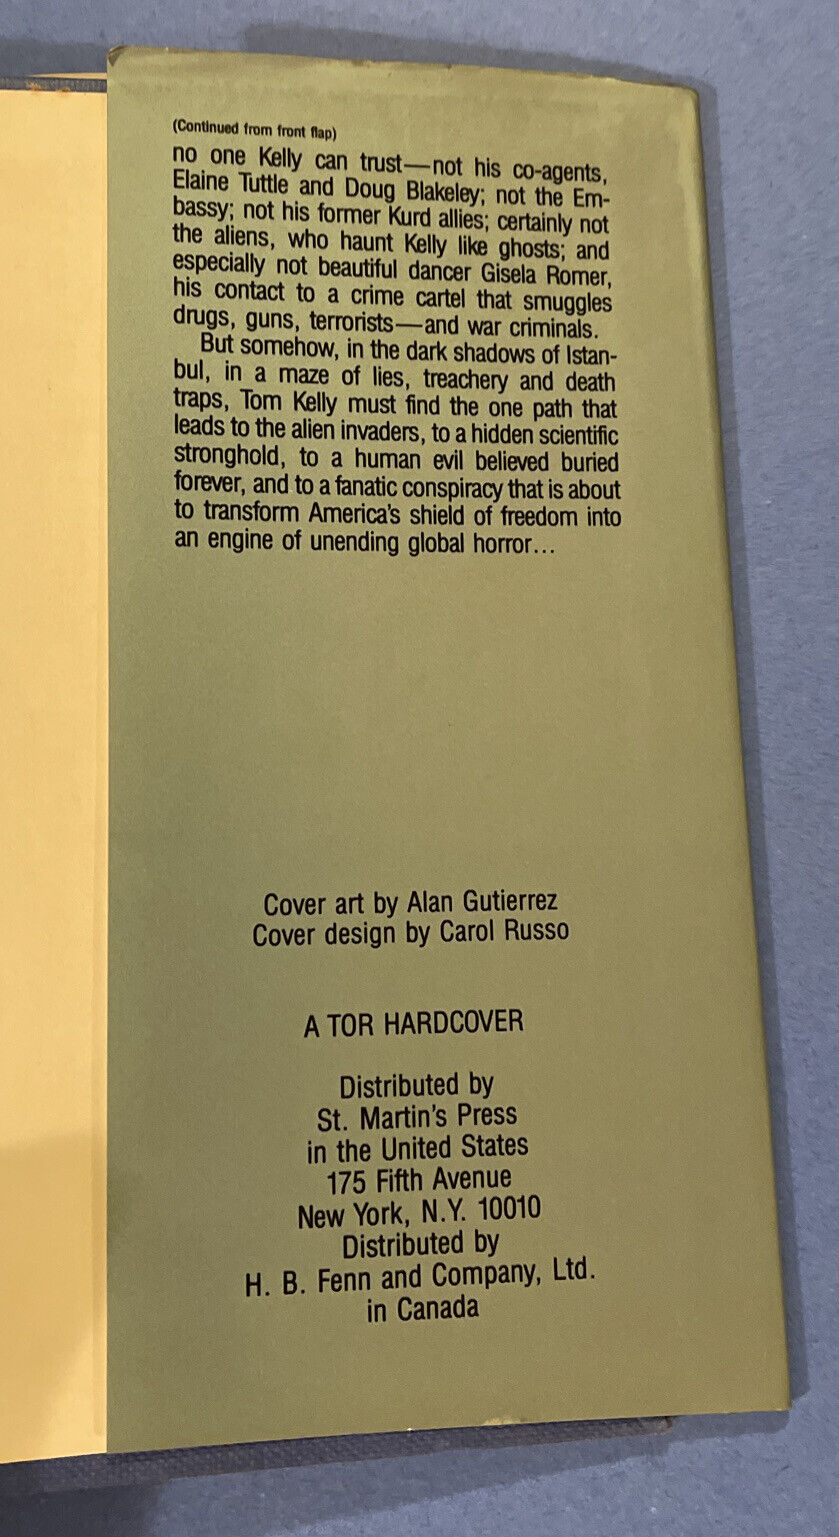 (Continued from front flap)
no one Kelly can trust—not his co-agents,
Elaine Tuttle and Doug Blakeley; not the Em-
bassy; not his former Kurd allies; certainly not
the aliens, who haunt Kelly like ghosts; and
especially not beautiful dancer Gisela Romer,
his contact to a crime cartel that smuggles
drugs, guns, terrorists—and war criminals.
But somehow, in the dark shadows of Istan-
bul, in a maze of lies, treachery and death
traps, Tom Kelly must find the one path that
leads to the alien invaders, to a hidden scientific
stronghold, to a human evil believed buried
forever, and to a fanatic conspiracy that is about
to transform America's shield of freedom into
an engine of unending global horror...
Cover art by Alan Gutierrez
Cover design by Carol Russo
A TOR HARDCOVER
Distributed by
St. Martin's Press
in the United States
175 Fifth Avenue
New York, N.Y. 10010
Distributed by
H. B. Fenn and Company, Ltd.
in Canada